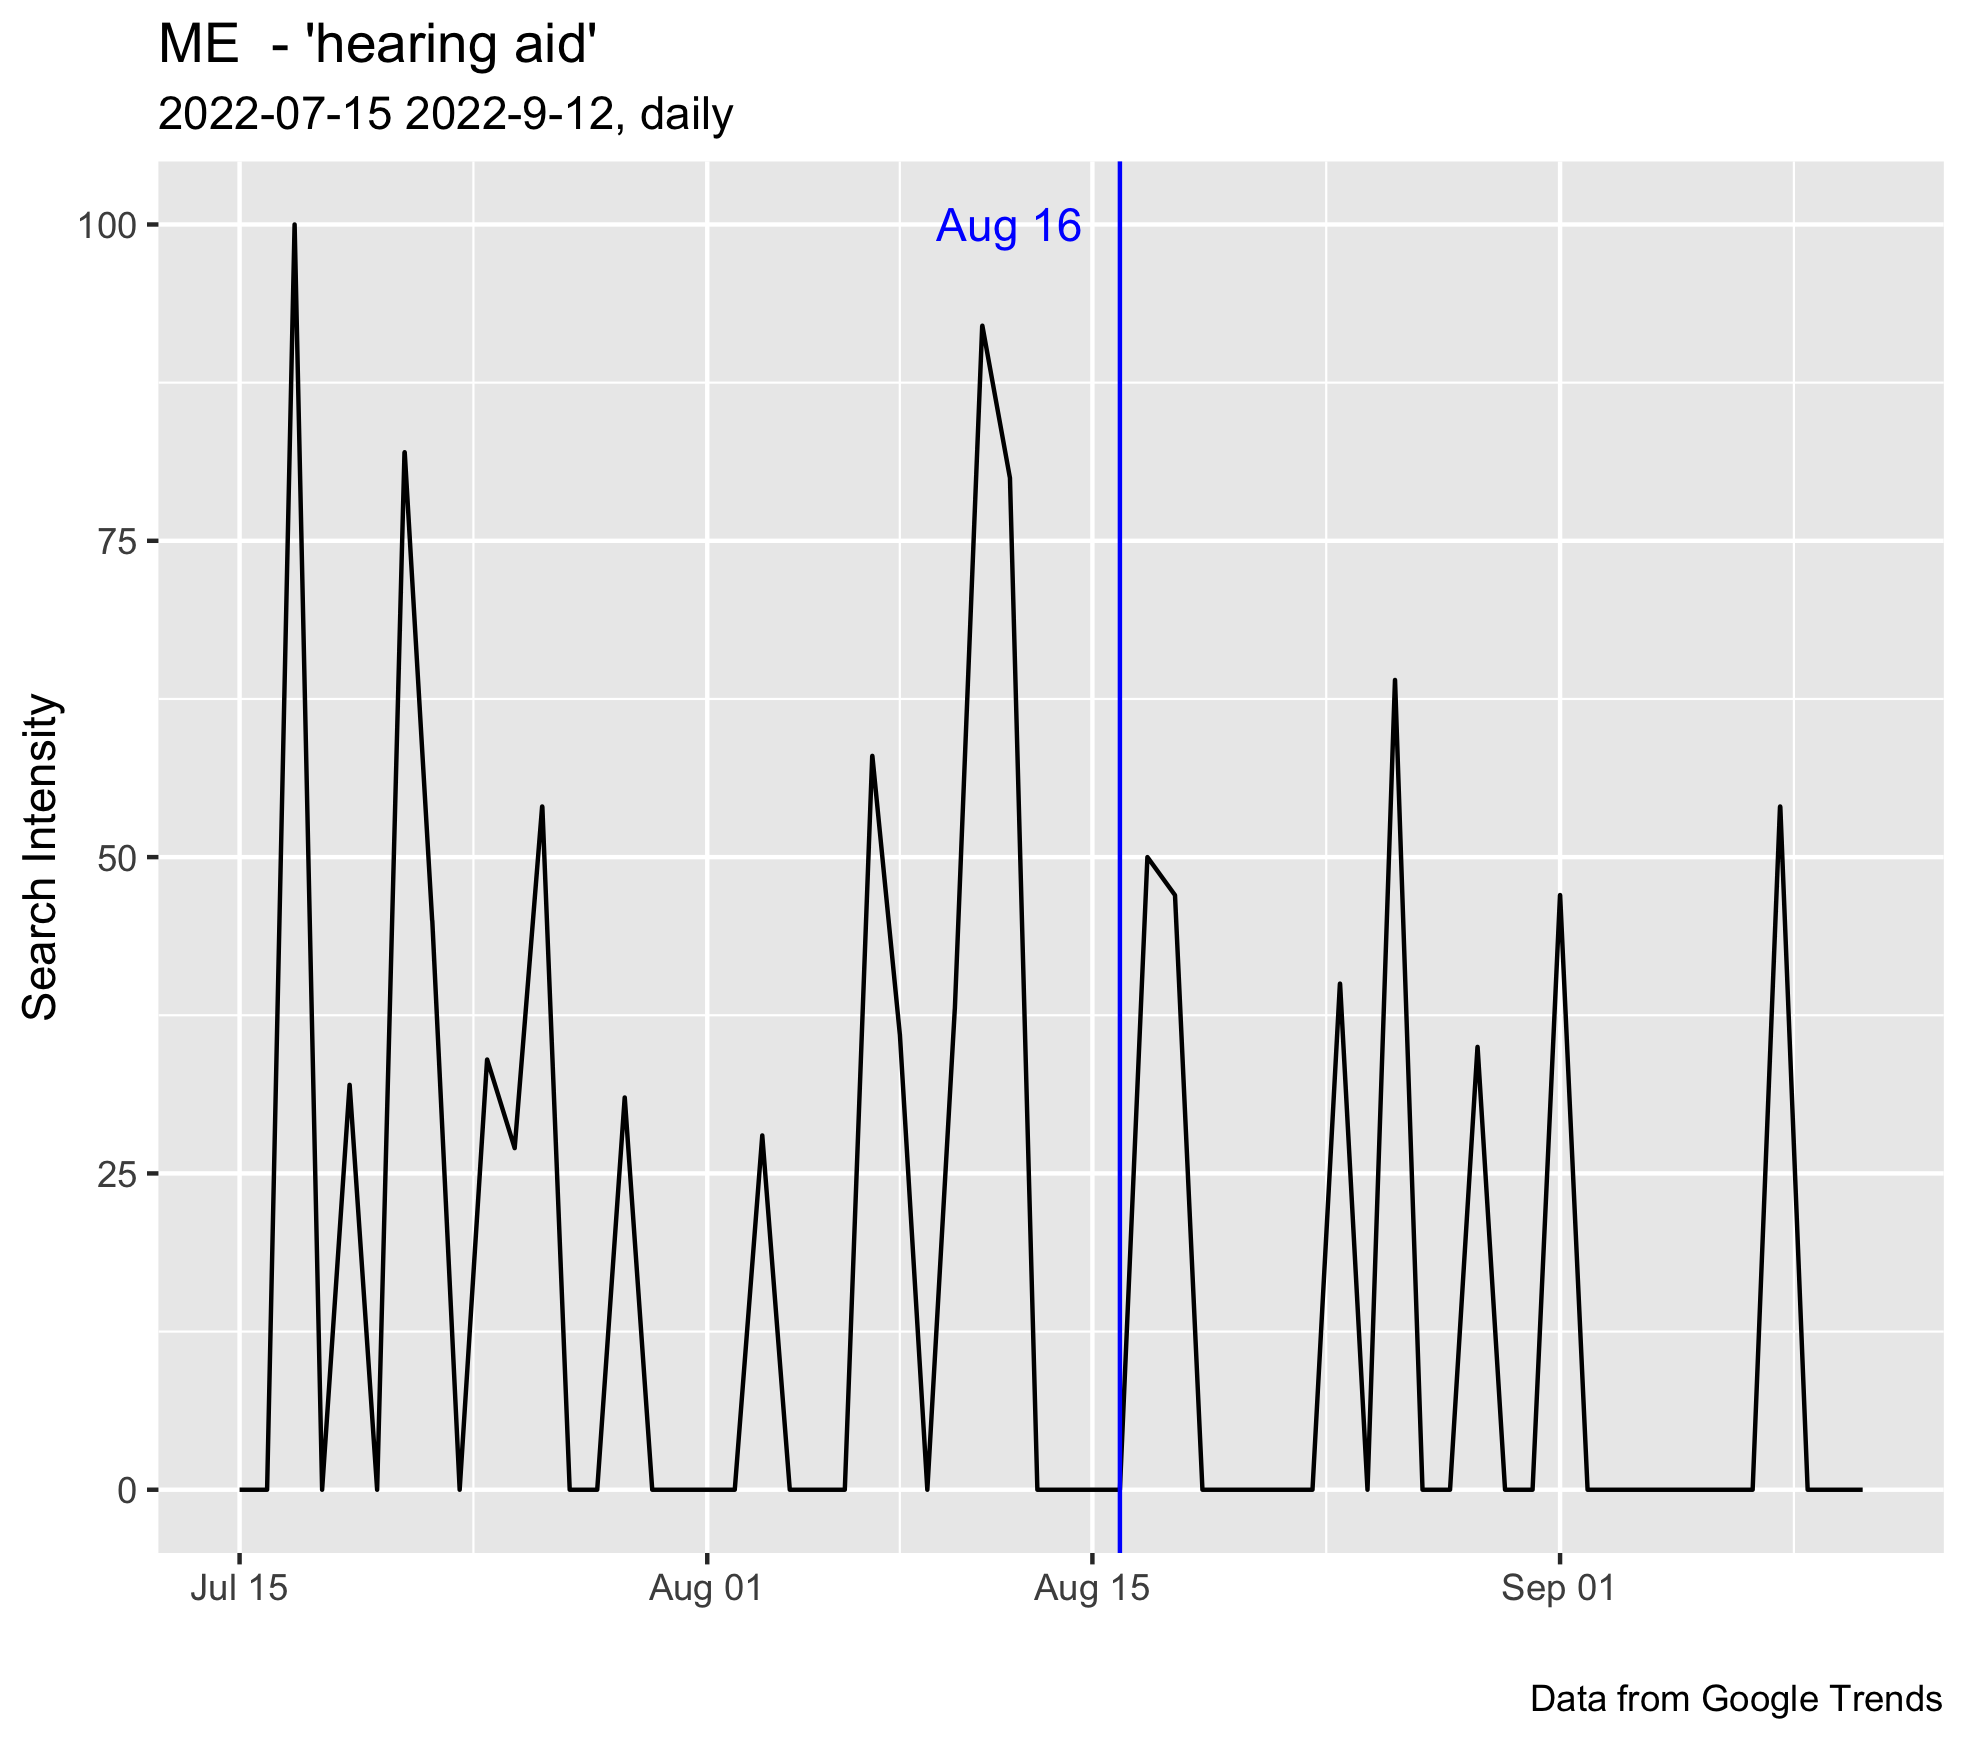 ME  - 'hearing aid'
2022-07-15 2022-9-12, daily
Aug 16
100
75
50
25
0
Search Intensity
Jul 15
Aug 01
Aug 15
Sep 01
Data from Google Trends